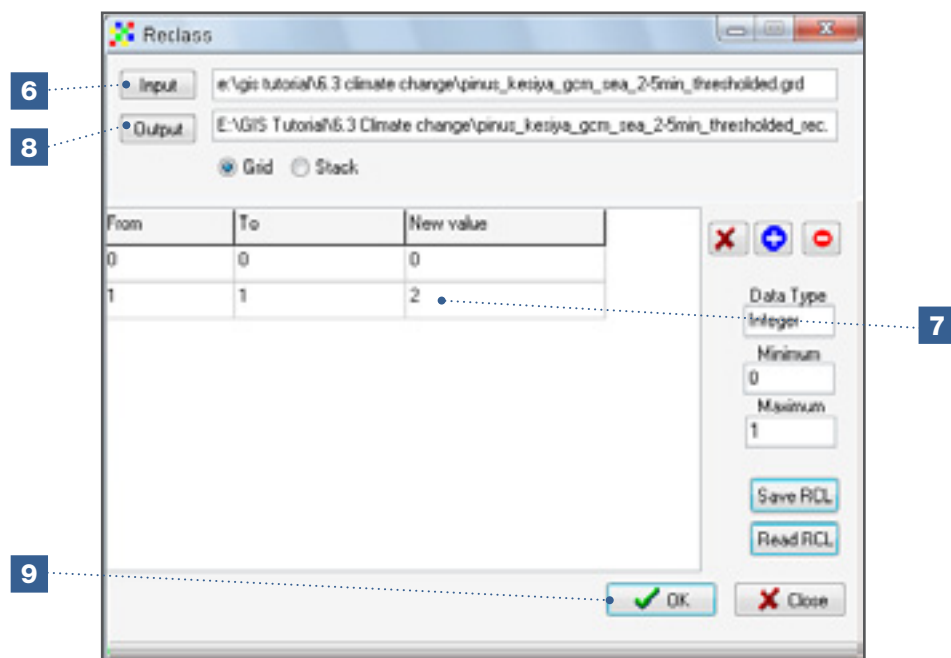 Reclass
6
Input
e:\gis tutorial\6.3 climate change\pinus_kesiya_gcm_sea_2-5min_thresholded.grd
8
Output
E:\GIS Tutorial\6.3 Climate change\pinus_kesiya_gcm_sea_2-5min_thresholded_rec.
Grid Stack
From To New value
0 0 0
1 1 2
7
Data Type
Integer
Minimum
0
Maximum
1
Save RCL
Read RCL
9
OK Close